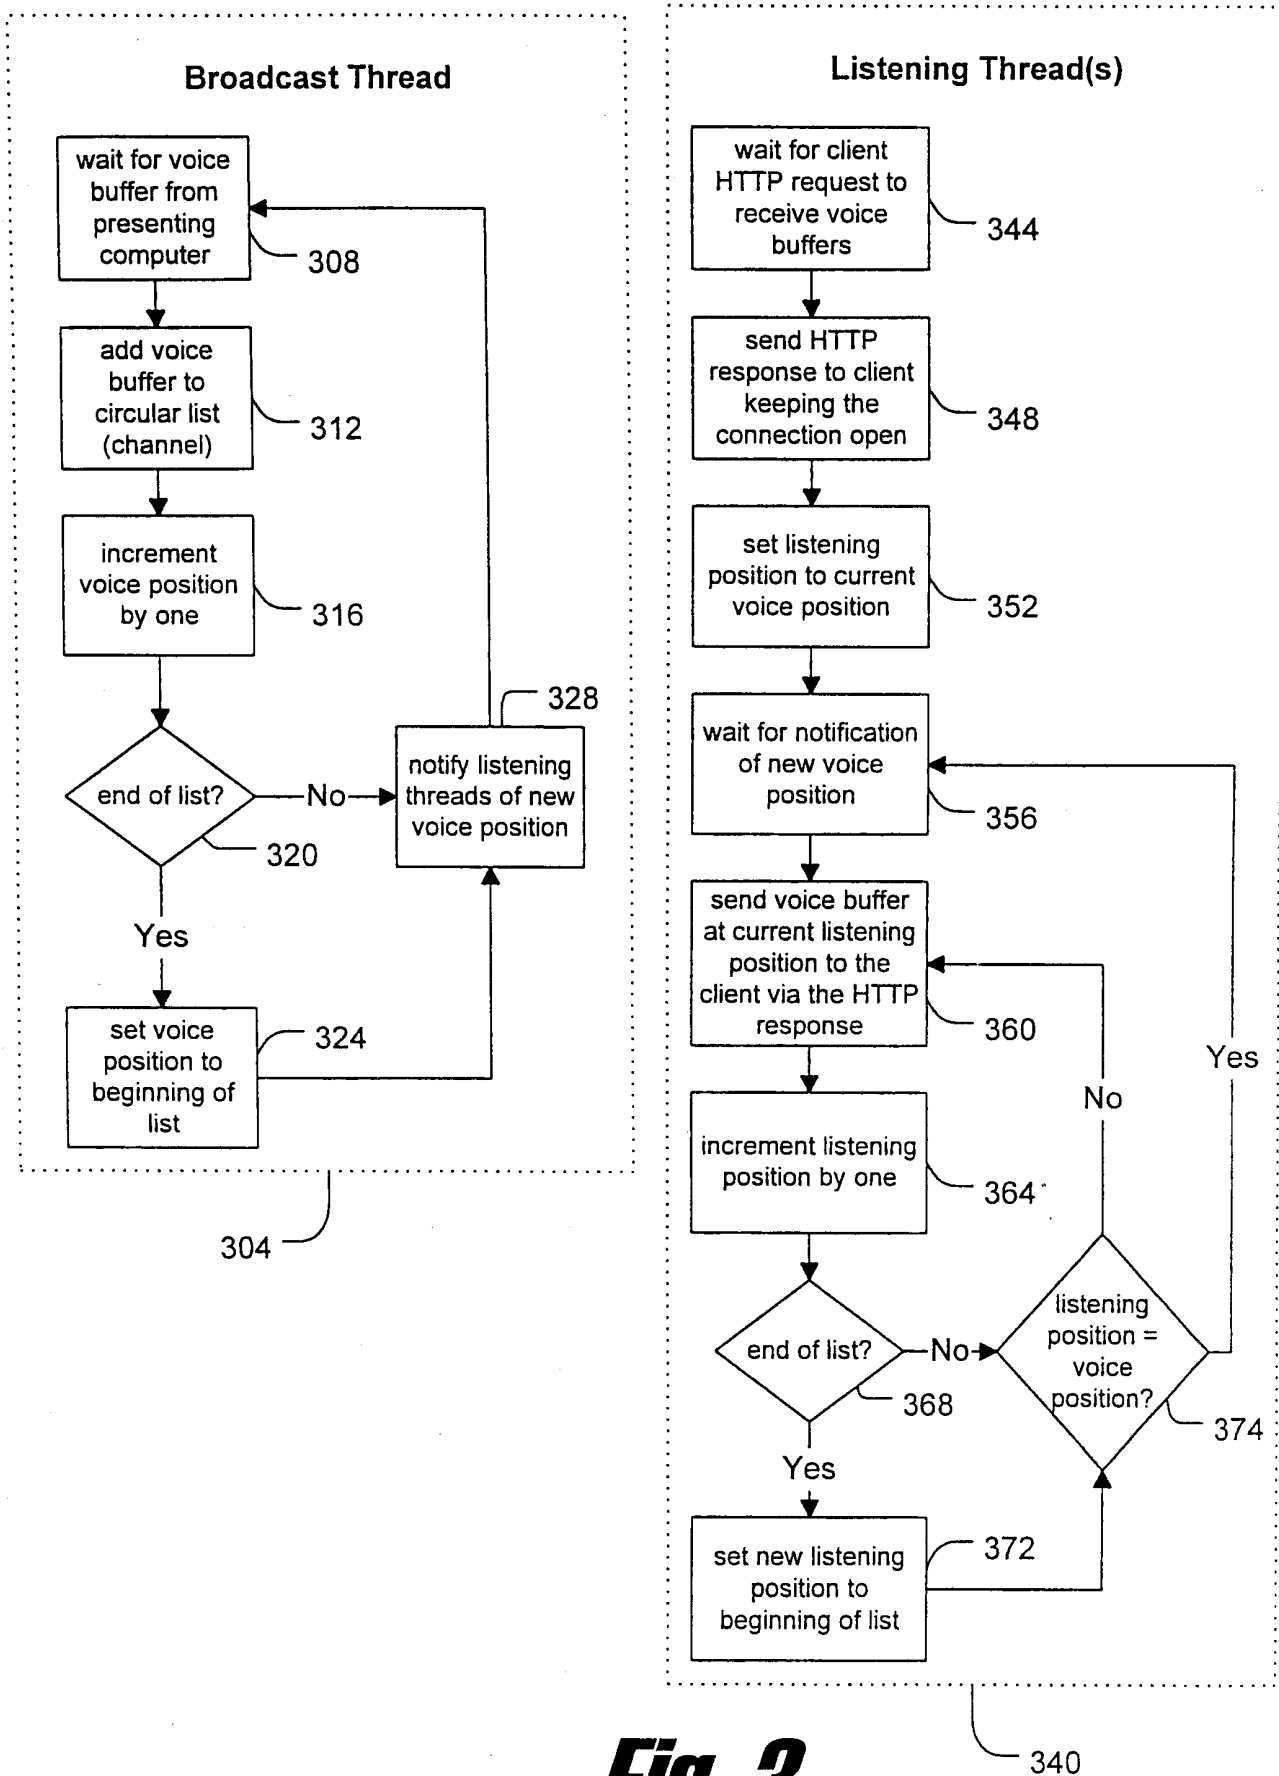 Broadcast Thread
wait for voice
buffer from
presenting
computer
308
add voice
buffer to
circular list
(channel)
312
increment
voice position
by one
316
end of list?
320
No
328
notify listening
threads of new
voice position
Yes
set voice
position to
beginning of
list
324
304
Listening Thread(s)
wait for client
HTTP request to
receive voice
buffers
344
send HTTP
response to client
keeping the
connection open
348
set listening
position to current
voice position
352
wait for notification
of new voice
position
356
send voice buffer
at current listening
position to the
client via the HTTP
response
360
increment listening
position by one
364
end of list?
368
No
listening
position =
voice
position?
374
No
Yes
Yes
set new listening
position to
beginning of list
372
340
Fig.